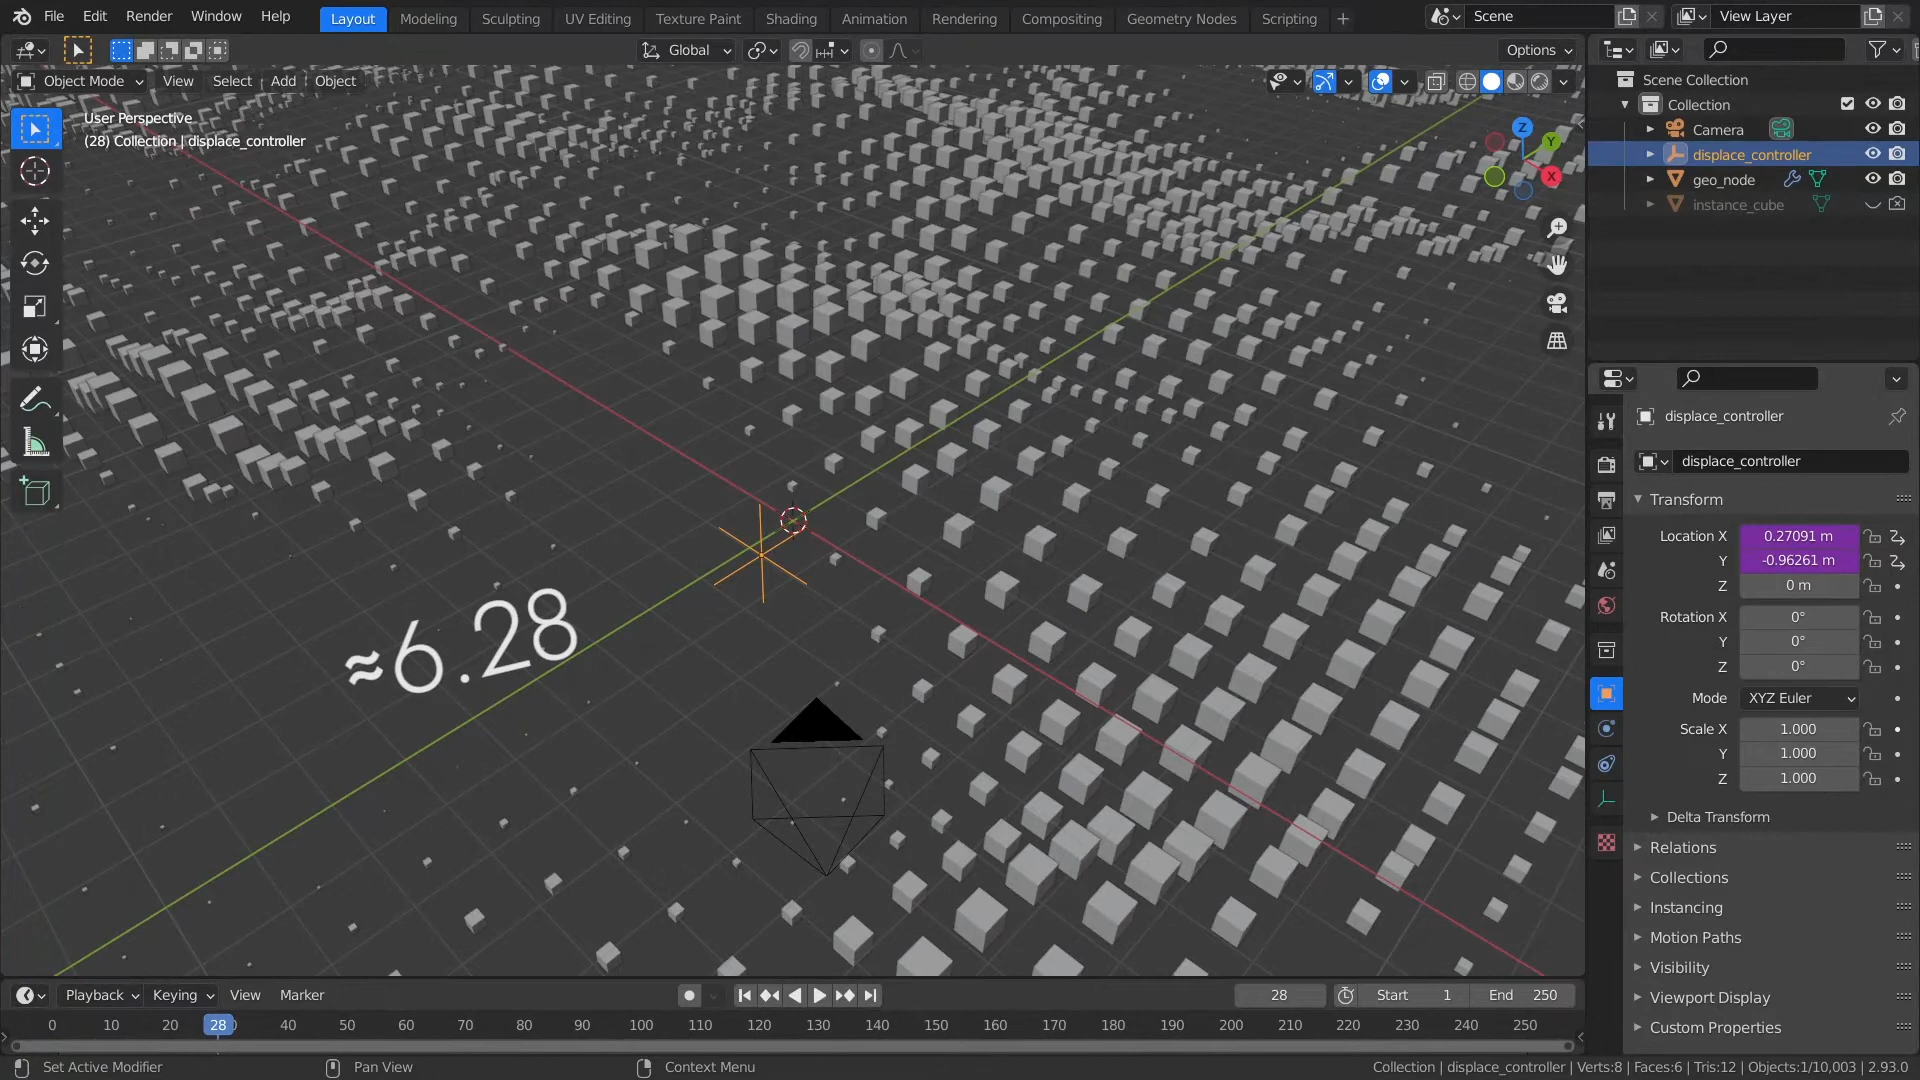 File Edit Render Window Help Layout Modeling Sculpting UV Editing Texture Paint Shading Animation Rendering Compositing Geometry Nodes Scripting + Scene View Layer
Global Options
Object Mode View Select Add Object
User Perspective
(28) Collection | displace_controller
Z
Y
X
≈6.28
Scene Collection
Collection
Camera
displace_controller
geo_node
instance_cube
displace_controller
displace_controller
Transform
Location X 0.27091 m
Y -0.96261 m
Z 0 m
Rotation X 0°
Y 0°
Z 0°
Mode XYZ Euler
Scale X 1.000
Y 1.000
Z 1.000
Delta Transform
Relations
Collections
Instancing
Motion Paths
Visibility
Viewport Display
Custom Properties
Playback Keying View Marker 28 Start 1 End 250
0 10 20 28 40 50 60 70 80 90 100 110 120 130 140 150 160 170 180 190 200 210 220 230 240 250
Set Active Modifier Pan View Context Menu Collection | displace_controller | Verts:8 | Faces:6 | Tris:12 | Objects:1/10,003 | 2.93.0